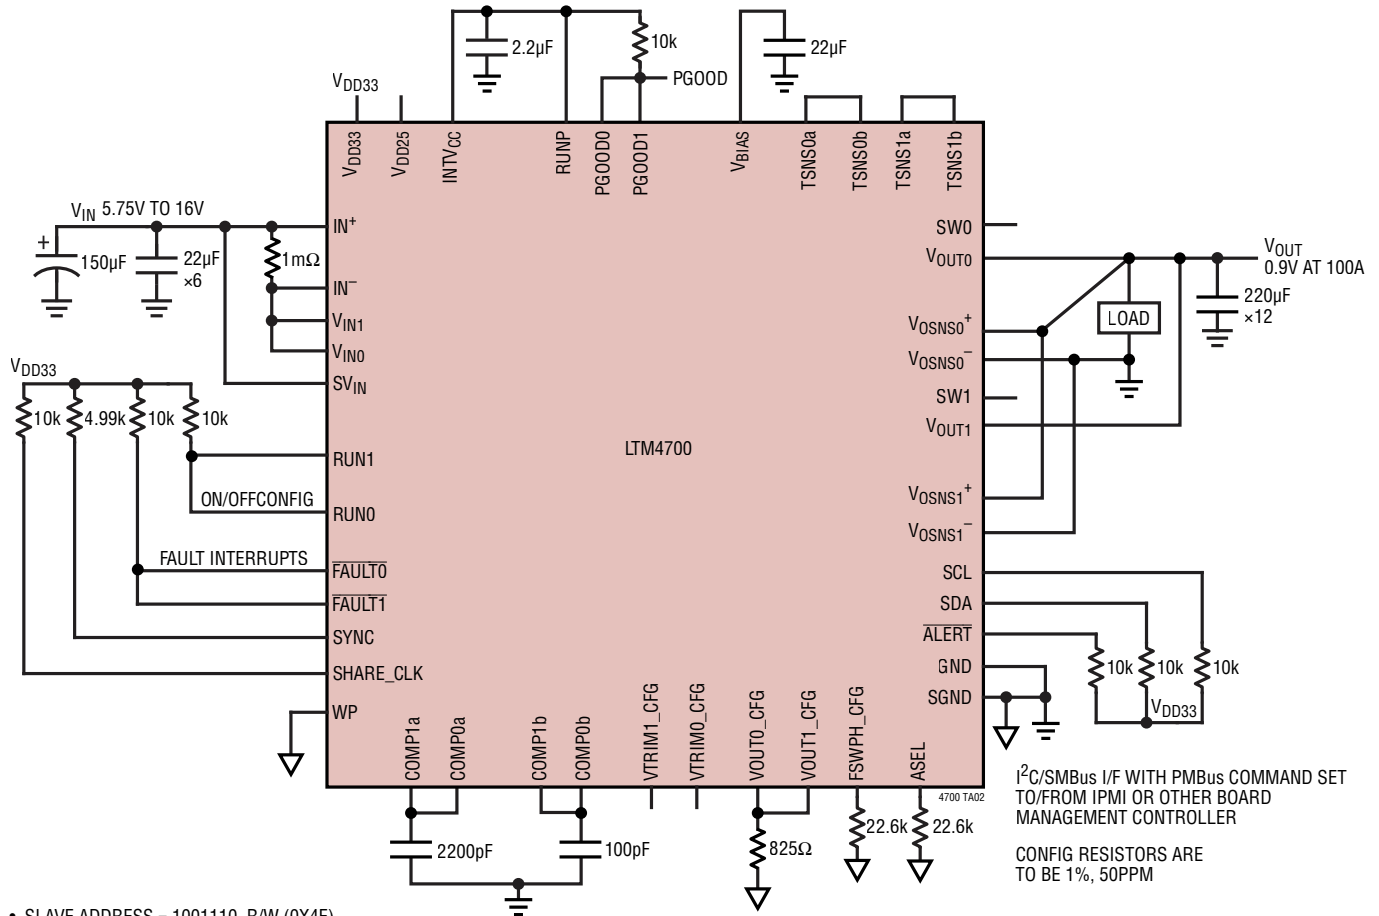 2.2µF
10k
22µF
PGOOD
VDD33
VDD33
VDD25
INTVCC
RUNP
PGOOD0
PGOOD1
VBIAS
TSNS0a
TSNS0b
TSNS1a
TSNS1b
VIN 5.75V TO 16V
150µF
22µF
×6
1mΩ
IN+
IN–
VIN1
VIN0
SVIN
VDD33
10k
4.99k
10k
10k
RUN1
ON/OFFCONFIG
RUN0
FAULT INTERRUPTS
FAULT0
FAULT1
SYNC
SHARE_CLK
WP
LTM4700
SW0
VOUT0
VOSNS0+
VOSNS0–
SW1
VOUT1
VOSNS1+
VOSNS1–
SCL
SDA
ALERT
GND
SGND
VOUT
0.9V AT 100A
LOAD
220µF
×12
10k
10k
10k
VDD33
COMP1a
COMP0a
COMP1b
COMP0b
VTRIM1_CFG
VTRIM0_CFG
VOUT0_CFG
VOUT1_CFG
FSWPH_CFG
ASEL
4700 TA02
2200pF
100pF
825Ω
22.6k
22.6k
I2C/SMBus I/F WITH PMBus COMMAND SET
TO/FROM IPMI OR OTHER BOARD
MANAGEMENT CONTROLLER
CONFIG RESISTORS ARE
TO BE 1%, 50PPM
• SLAVE ADDRESS = 1001110_R/W (0X4E)